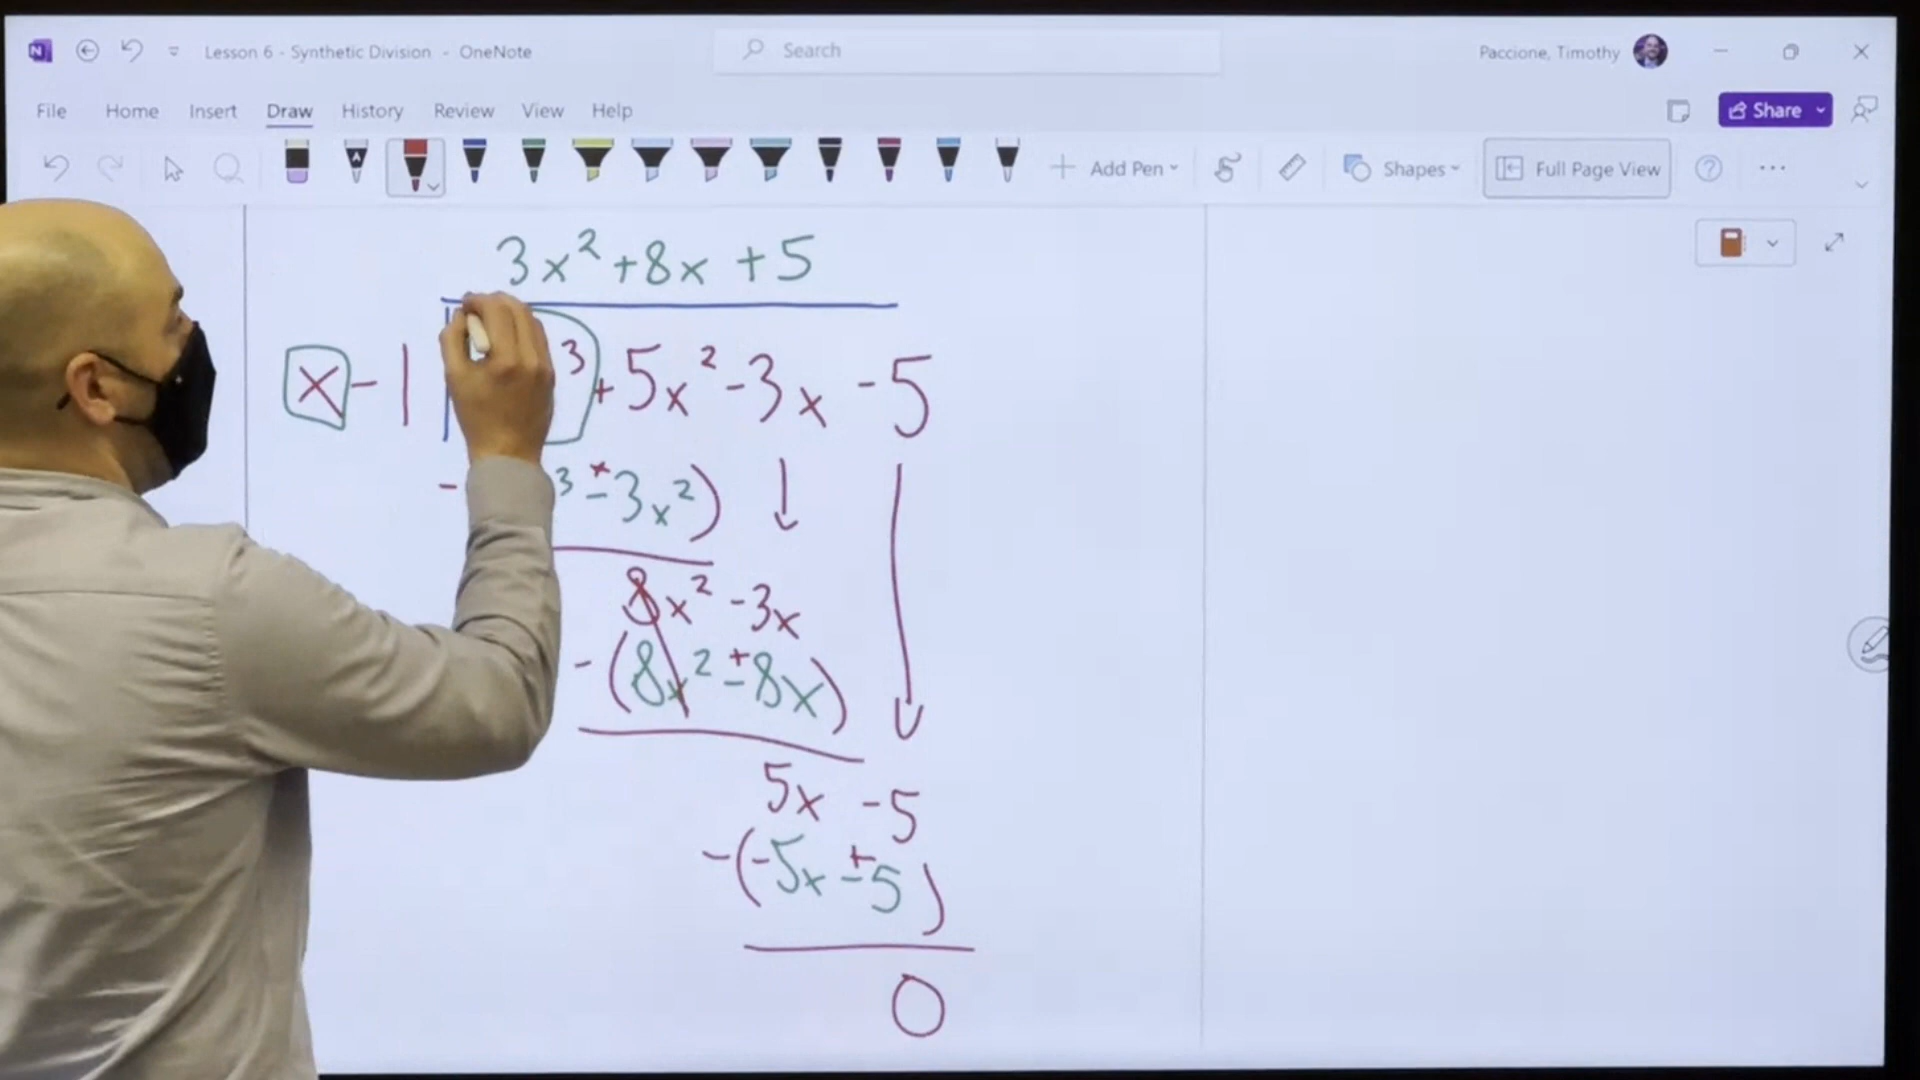 Lesson 6 - Synthetic Division - OneNote
Search
Paccione, Timothy
File Home Insert Draw History Review View Help
Share
Add Pen
Shapes
Full Page View
3x² + 8x + 5
x - 1
³ + 5x² - 3x - 5
-
³ + - 3x²)
8x² - 3x
- (8x² + - 8x)
5x - 5
- (-5x + - 5)
0